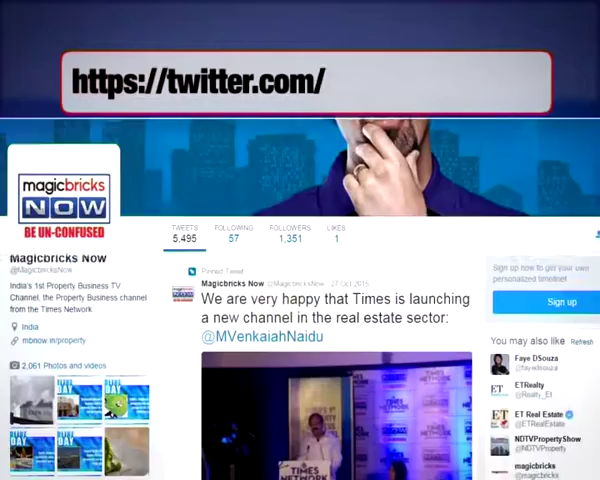 https://twitter.com/
magicbricks
NOW
BE UN-CONFUSED
TWEETS FOLLOWING FOLLOWERS LIKES
5,495 57 1,351 1
Magicbricks Now
@MagicbricksNow
India's 1st Property Business TV
Channel, the Property Business channel
from the Times Network
India
mbnow.in/property
2,061 Photos and videos
Pinned Tweet
Magicbricks Now @MagicbricksNow 27 Oct 2015
We are very happy that Times is launching
a new channel in the real estate sector:
@MVenkaiahNaidu
TIMES
NETWORK
Sign up now to get your own
personalized timeline!
Sign up
You may also like Refresh
Faye DSouza
@fayedsouza
ET
ETRealty
@Realty_Et
ET
ET Real Estate
@ETRealEstate
NDTVPropertyShow
@NDTVProperty
magicbricks
@magicbricks